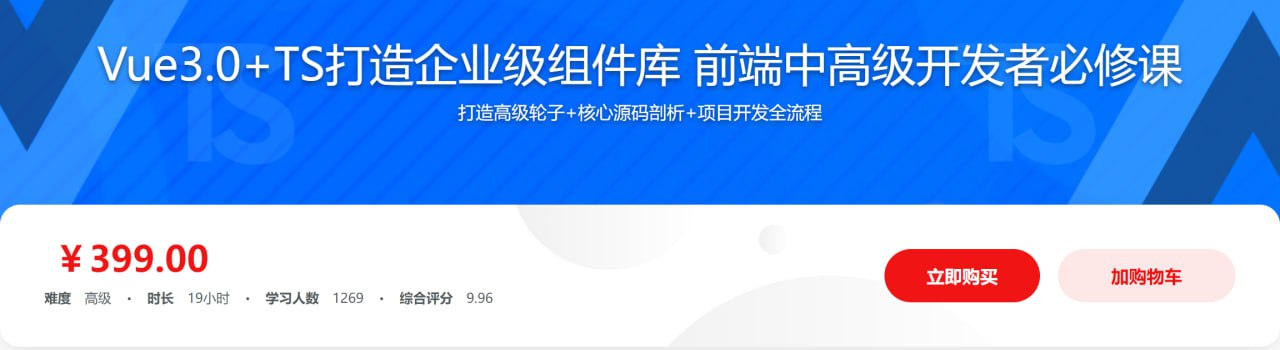 Vue3.0+TS打造企业级组件库 前端中高级开发者必修课
打造高级轮子+核心源码剖析+项目开发全流程
TS
TS
¥ 399.00
立即购买
加购物车
难度 高级 · 时长 19小时 · 学习人数 1269 · 综合评分 9.96